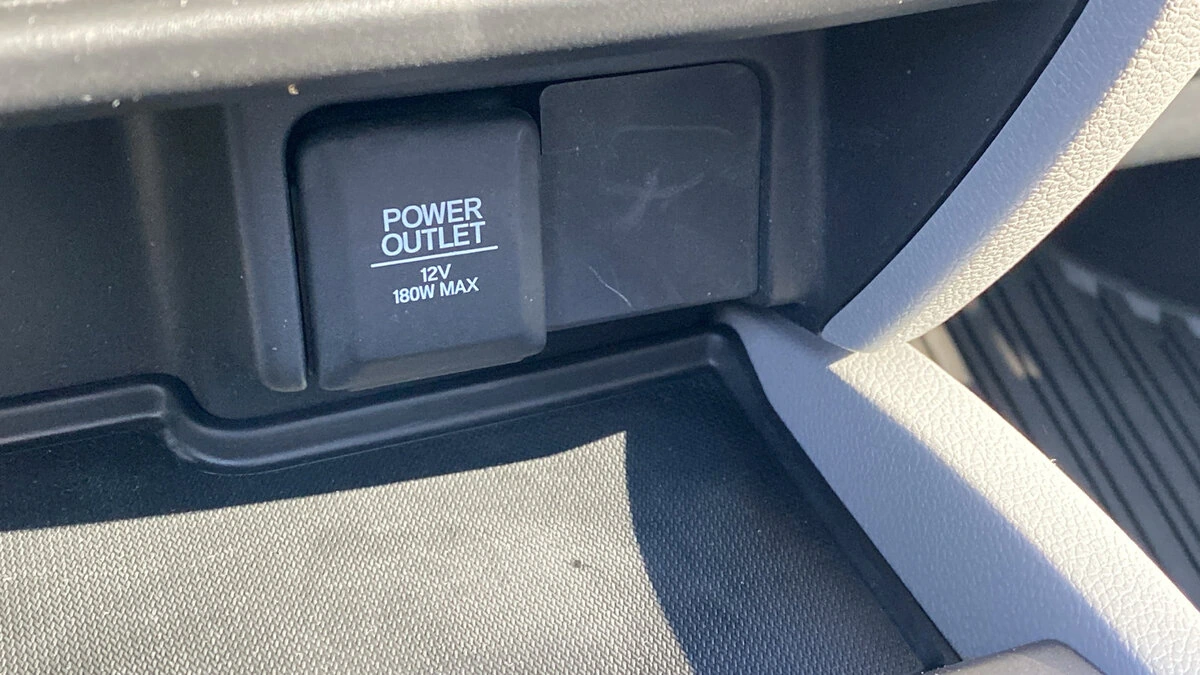 POWER
OUTLET
12V
180W MAX